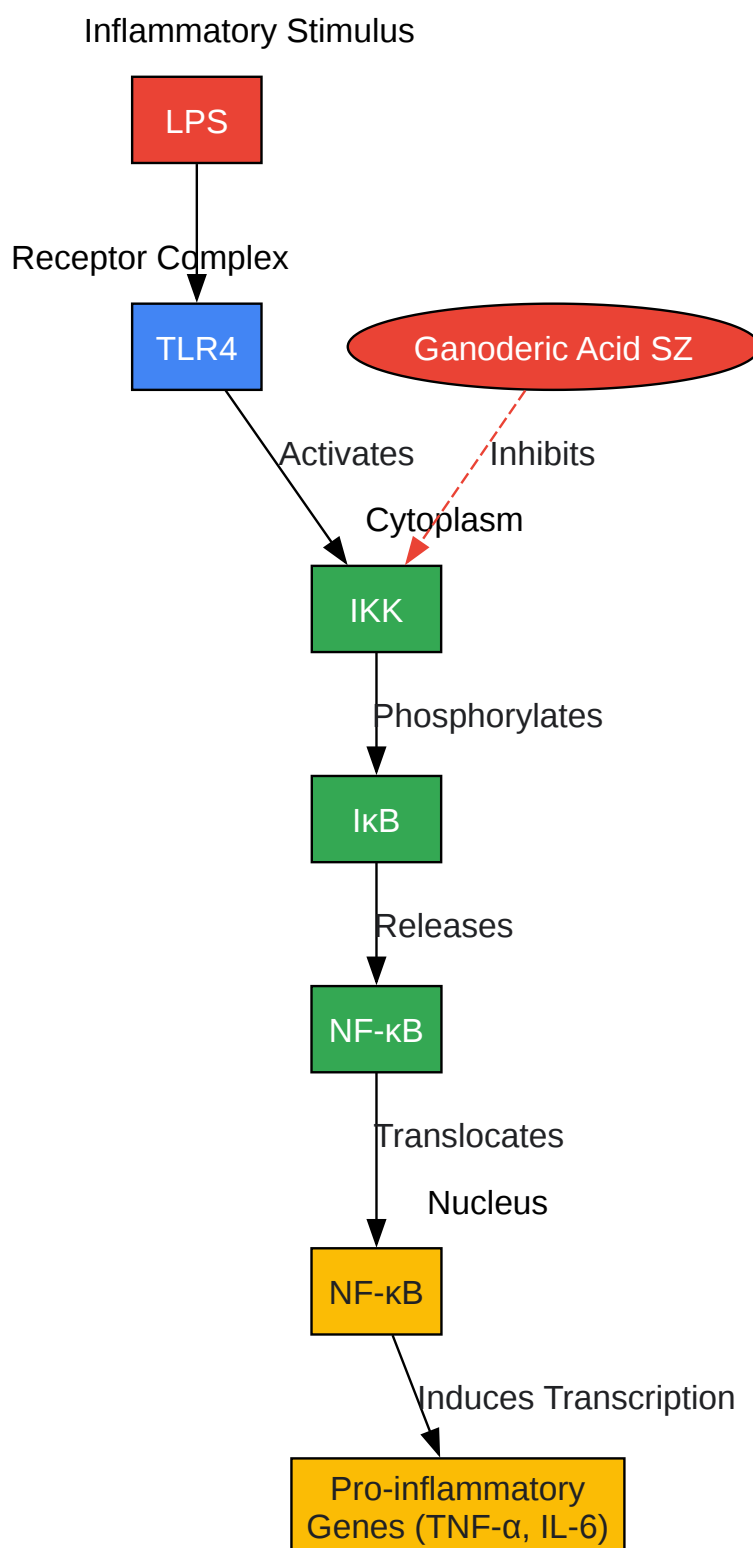 Inflammatory Stimulus
LPS
Receptor Complex
TLR4
Ganoderic Acid SZ
Activates
Inhibits
Cytoplasm
IKK
Phosphorylates
IκB
Releases
NF-κB
Translocates
Nucleus
NF-κB
Induces Transcription
Pro-inflammatory
Genes (TNF-α, IL-6)